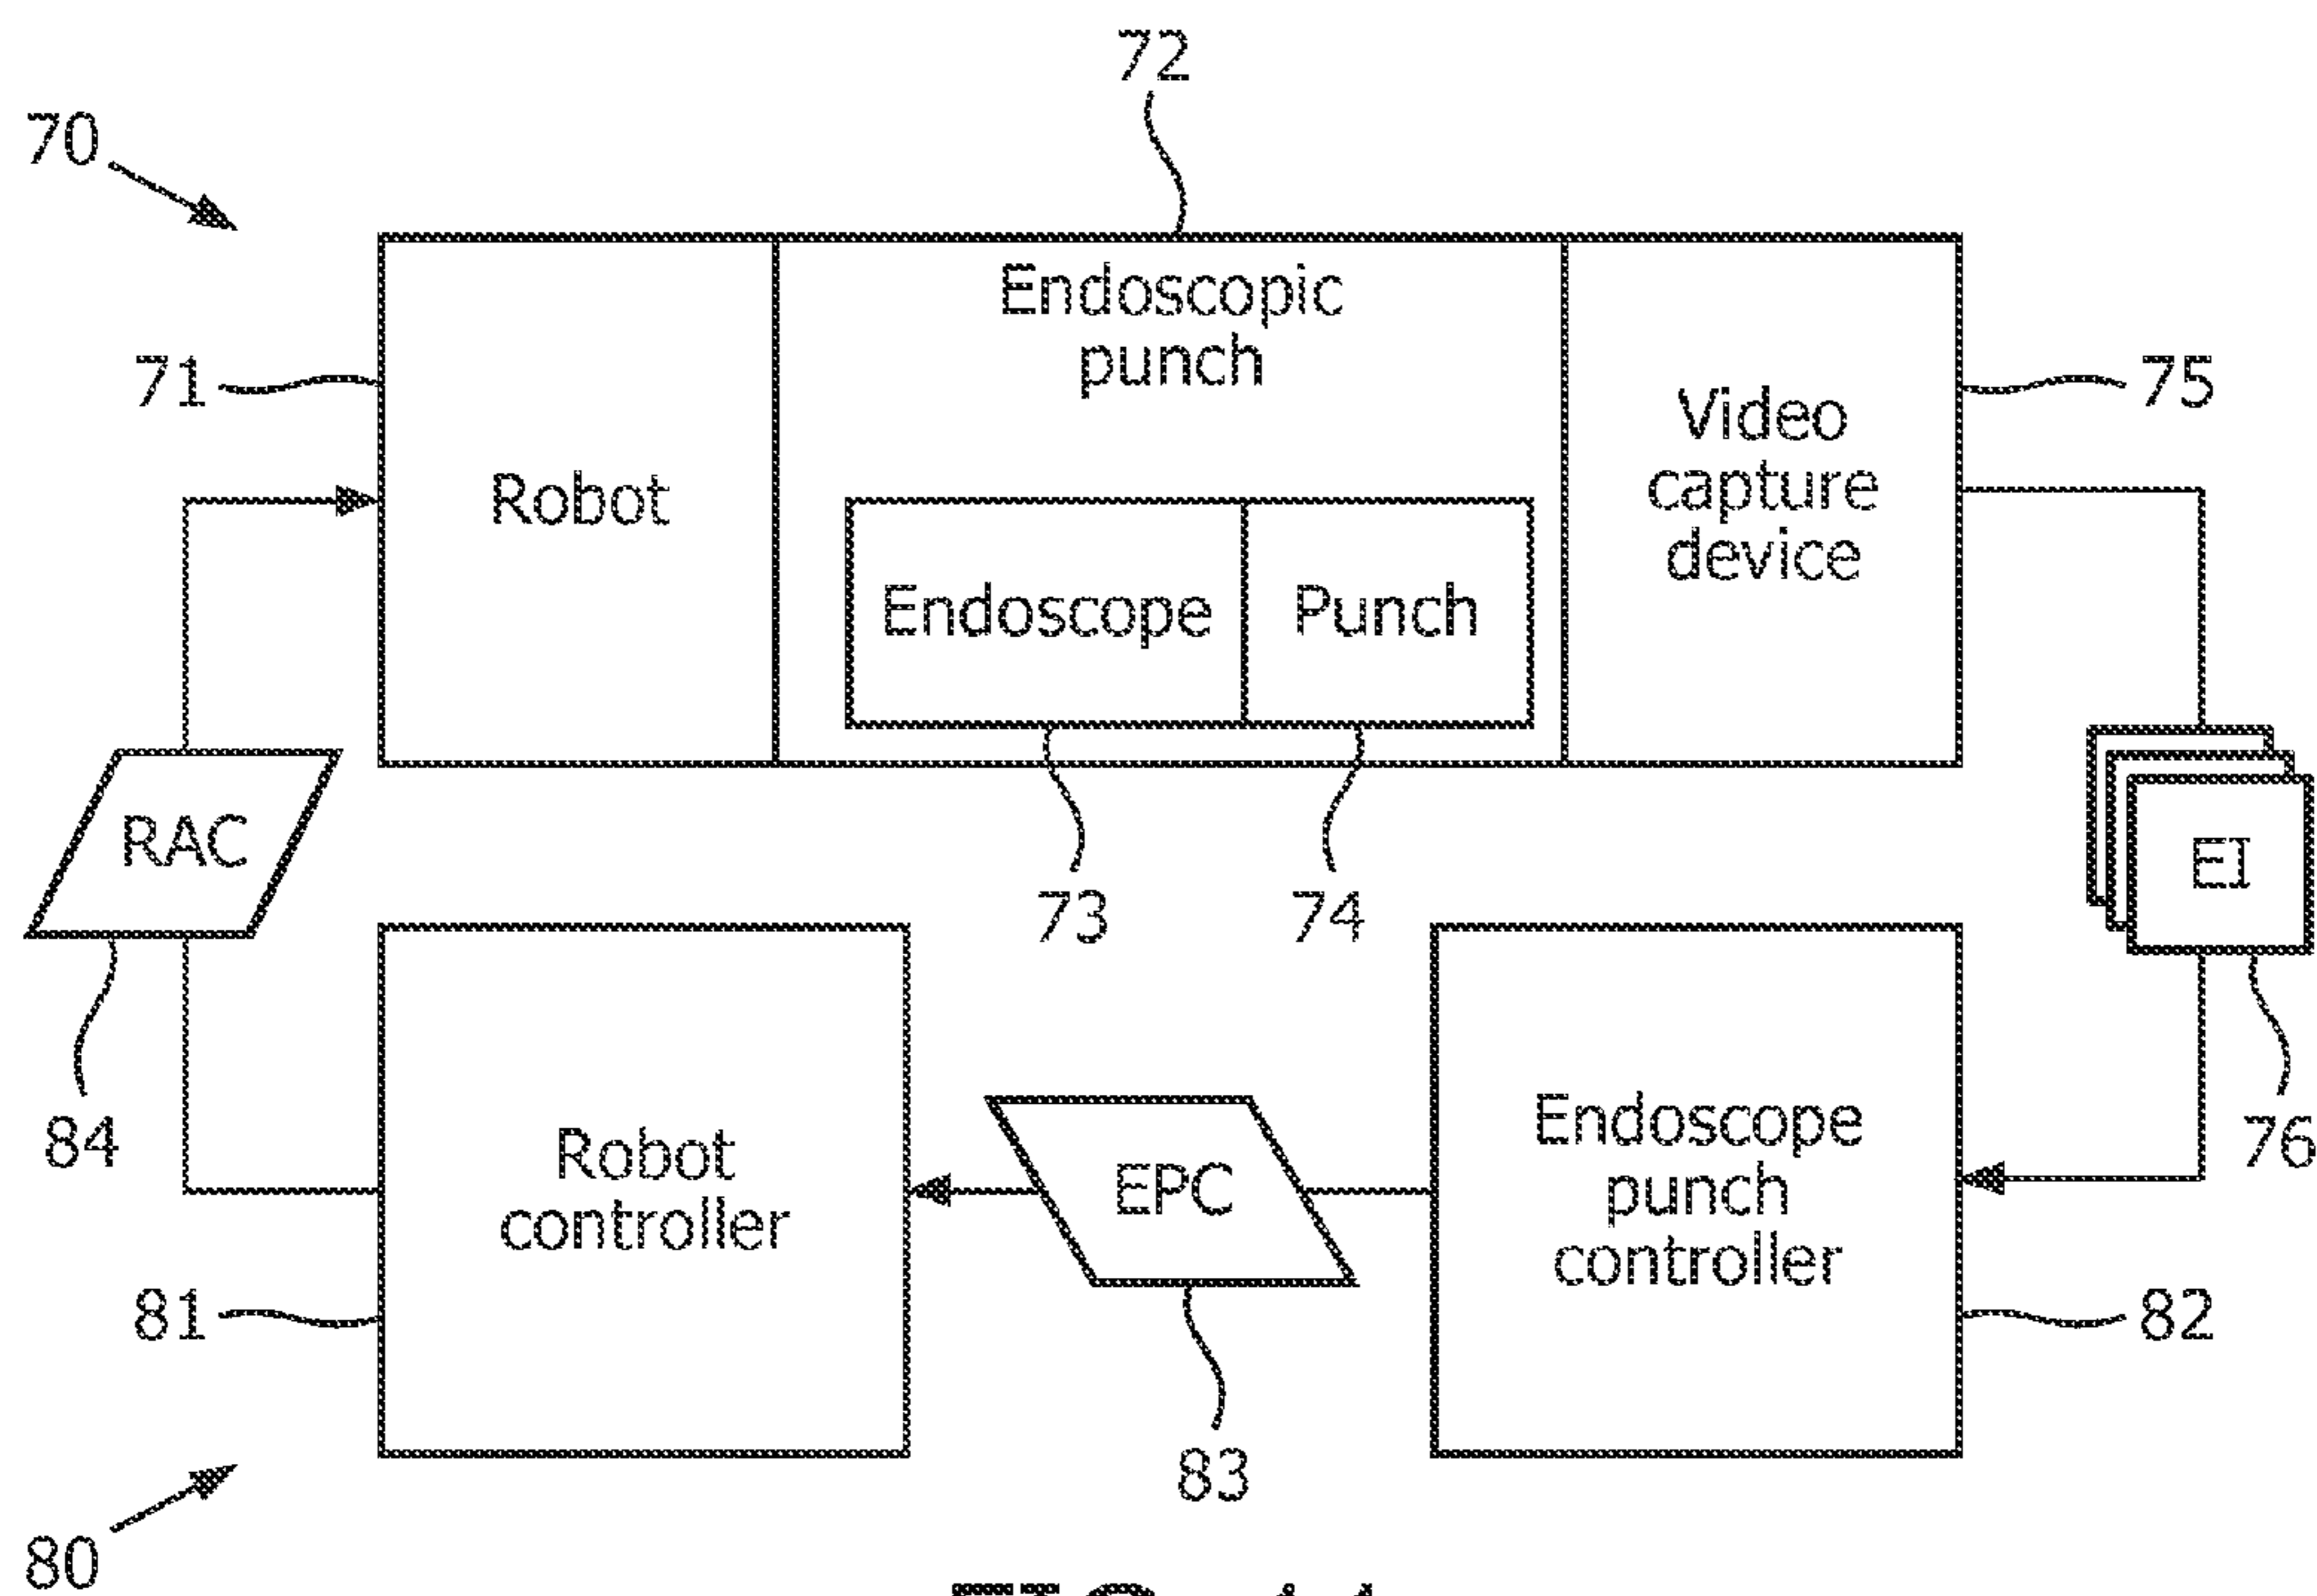 72
70
Endoscopic
punch
71
75
Video
capture
device
Robot
Endoscope
Punch
RAC
EI
73
74
84
76
Robot
controller
EPC
Endoscope
punch
controller
81
82
83
80